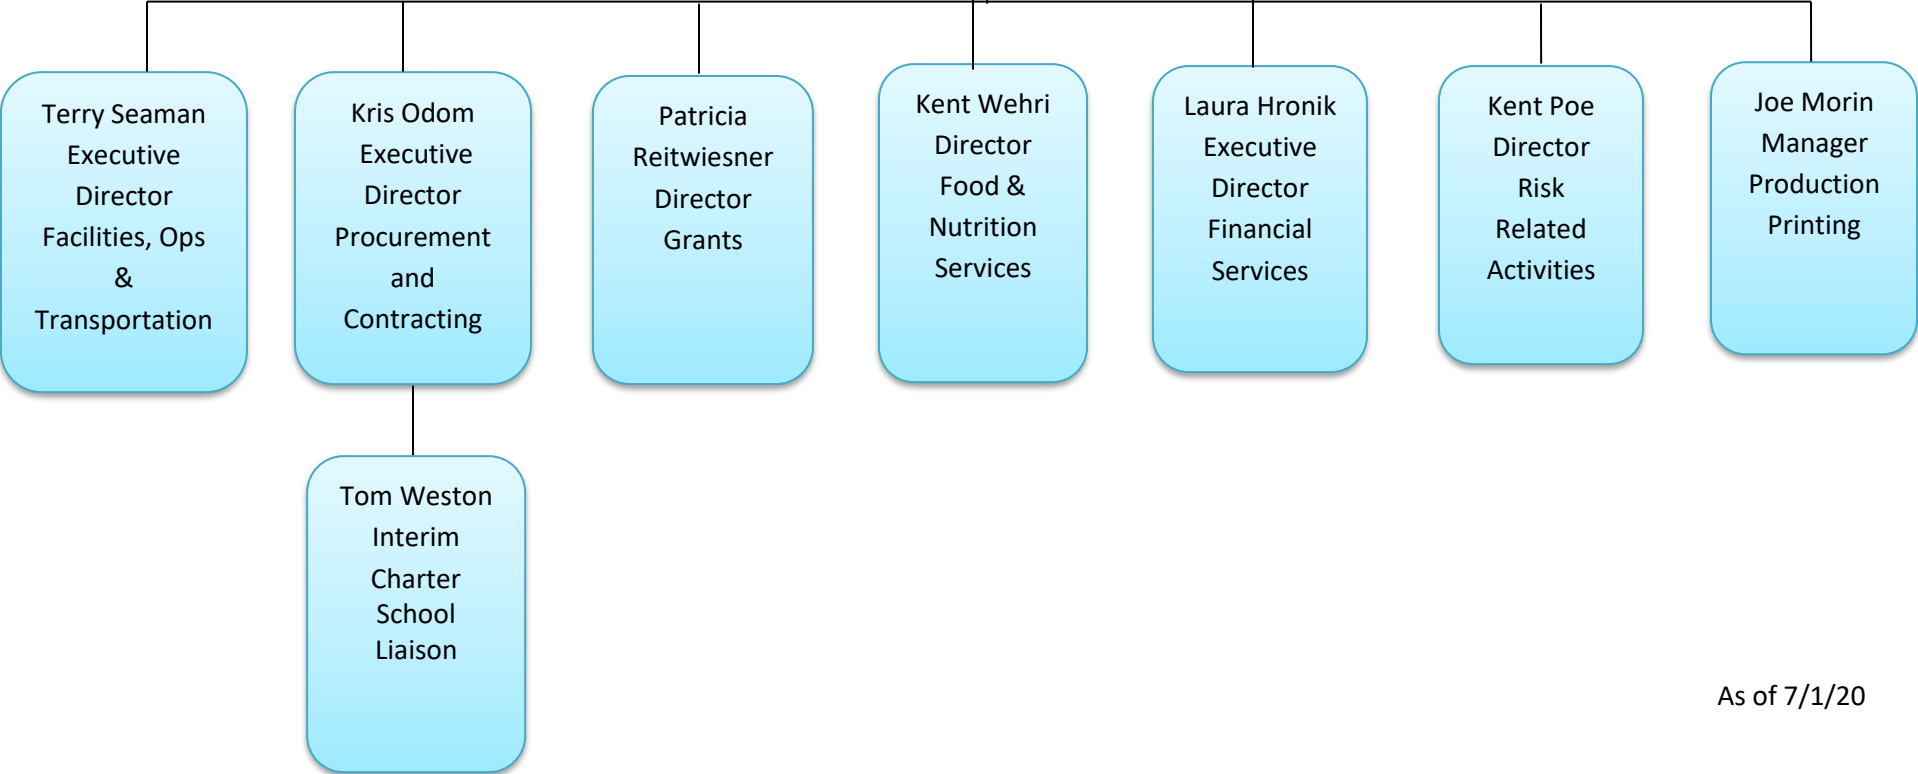 Terry Seaman
Executive
Director
Facilities, Ops
&
Transportation
Kris Odom
Executive
Director
Procurement
and
Contracting
Patricia
Reitwiesner
Director
Grants
Kent Wehri
Director
Food &
Nutrition
Services
Laura Hronik
Executive
Director
Financial
Services
Kent Poe
Director
Risk
Related
Activities
Joe Morin
Manager
Production
Printing
Tom Weston
Interim
Charter
School
Liaison
As of 7/1/20